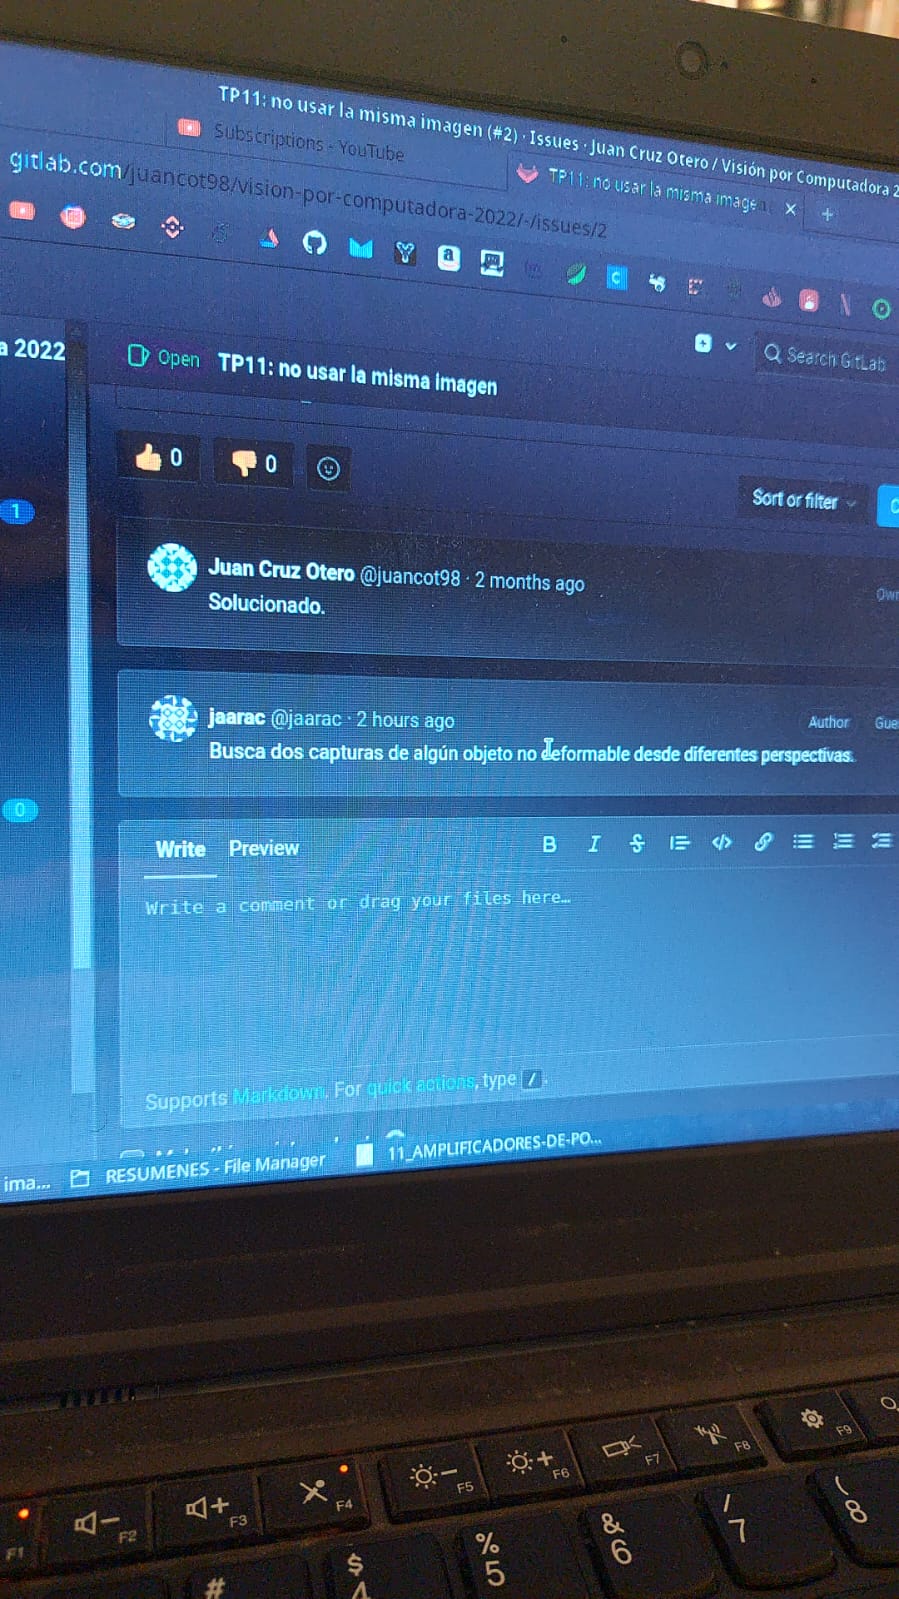 TP11: no usar la misma imagen (#2) · Issues · Juan Cruz Otero / Visión por Computadora 2
Subscriptions - YouTube
TP11: no usar la misma image
gitlab.com/juancot98/vision-por-computadora-2022/-/issues/2
a 2022
Open TP11: no usar la misma imagen
Search GitLab
0 0
Sort or filter
1
Juan Cruz Otero @juancot98 · 2 months ago
Solucionado.
jaarac @jaarac · 2 hours ago Author
Busca dos capturas de algún objeto no deformable desde diferentes perspectivas.
0
Write Preview
B I S
Write a comment or drag your files here...
Supports Markdown. For quick actions, type /.
ima... RESUMENES - File Manager 11_AMPLIFICADORES-DE-PO...
F1 F2 F3 F4 F5 F6 F7 F8 F9
# $ 4 % 5 & 6 / 7 ( 8